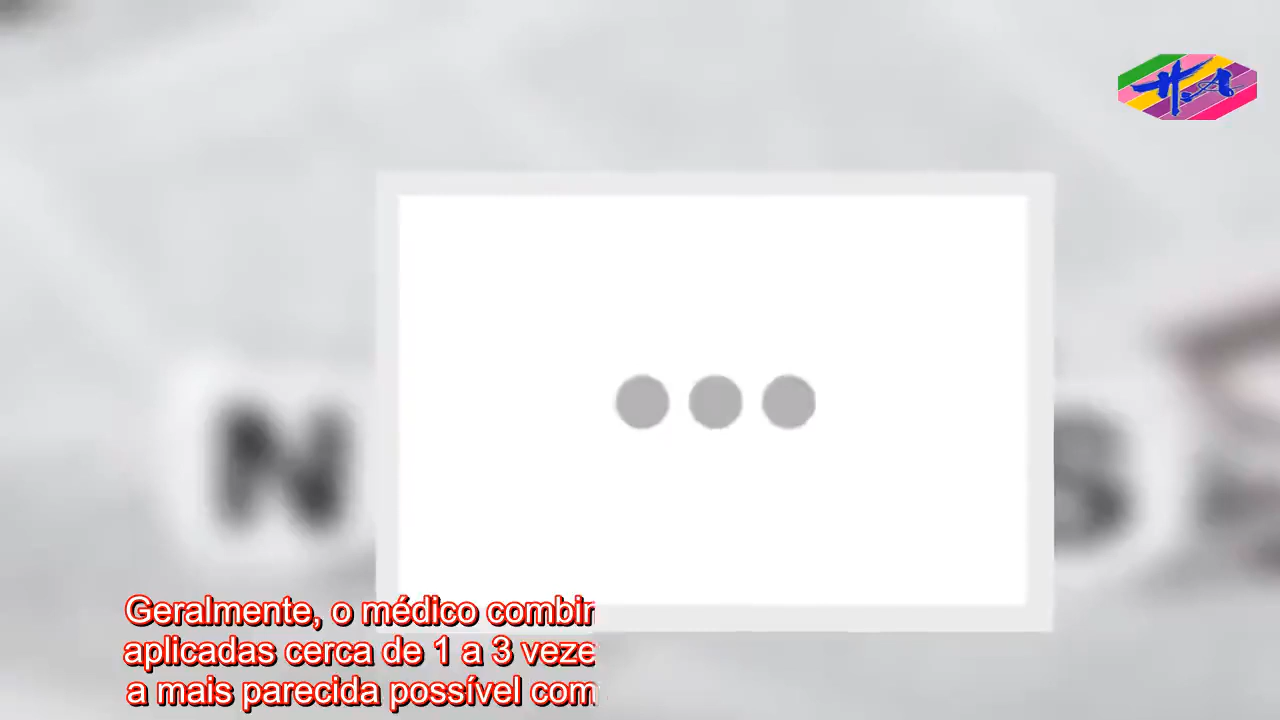 H.A
N S
Geralmente, o médico combin
aplicadas cerca de 1 a 3 veze
a mais parecida possível com